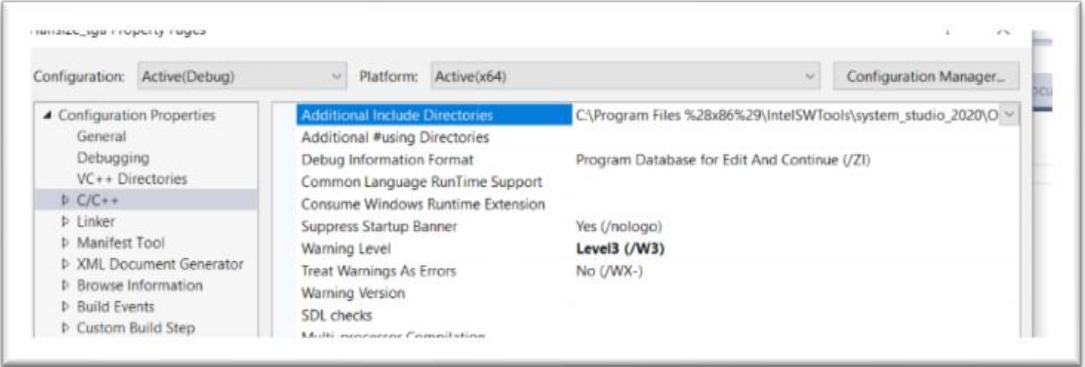 Property Pages
Configuration: Active(Debug) Platform: Active(x64) Configuration Manager...
Configuration Properties
General
Debugging
VC++ Directories
C/C++
Linker
Manifest Tool
XML Document Generator
Browse Information
Build Events
Custom Build Step
Additional Include Directories C:\Program Files %28x86%29\IntelSWTools\system_studio_2020\O
Additional #using Directories
Debug Information Format Program Database for Edit And Continue (/ZI)
Common Language RunTime Support
Consume Windows Runtime Extension
Suppress Startup Banner Yes (/nologo)
Warning Level Level3 (/W3)
Treat Warnings As Errors No (/WX-)
Warning Version
SDL checks
Multi-processor Compilation